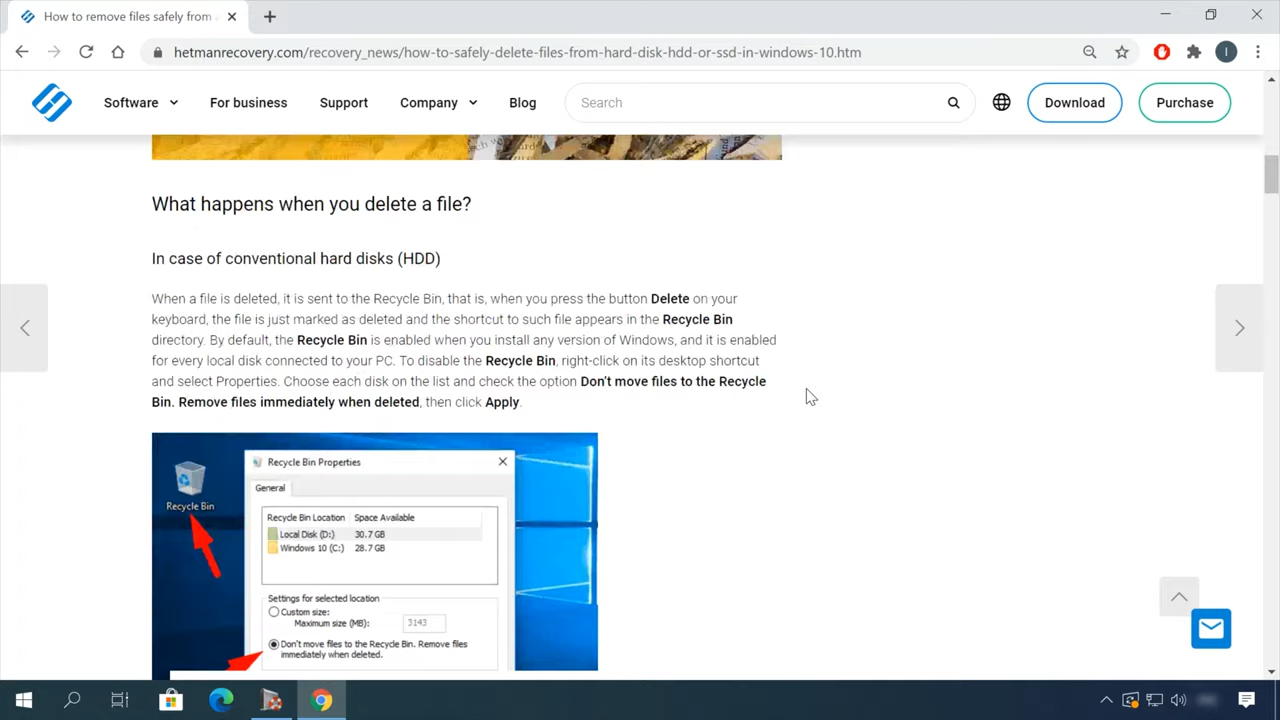 How to remove files safely from
hetmanrecovery.com/recovery_news/how-to-safely-delete-files-from-hard-disk-hdd-or-ssd-in-windows-10.htm
I
Software
For business
Support
Company
Blog
Search
Download
Purchase
What happens when you delete a file?
In case of conventional hard disks (HDD)
When a file is deleted, it is sent to the Recycle Bin, that is, when you press the button Delete on your
keyboard, the file is just marked as deleted and the shortcut to such file appears in the Recycle Bin
directory. By default, the Recycle Bin is enabled when you install any version of Windows, and it is enabled
for every local disk connected to your PC. To disable the Recycle Bin, right-click on its desktop shortcut
and select Properties. Choose each disk on the list and check the option Don't move files to the Recycle
Bin. Remove files immediately when deleted, then click Apply.
Recycle Bin Properties
General
Recycle Bin
Recycle Bin Location Space Available
Local Disk (D:) 30.7 GB
Windows 10 (C:) 28.7 GB
Settings for selected location
Custom size:
Maximum size (MB): 3143
Don't move files to the Recycle Bin. Remove files
immediately when deleted.